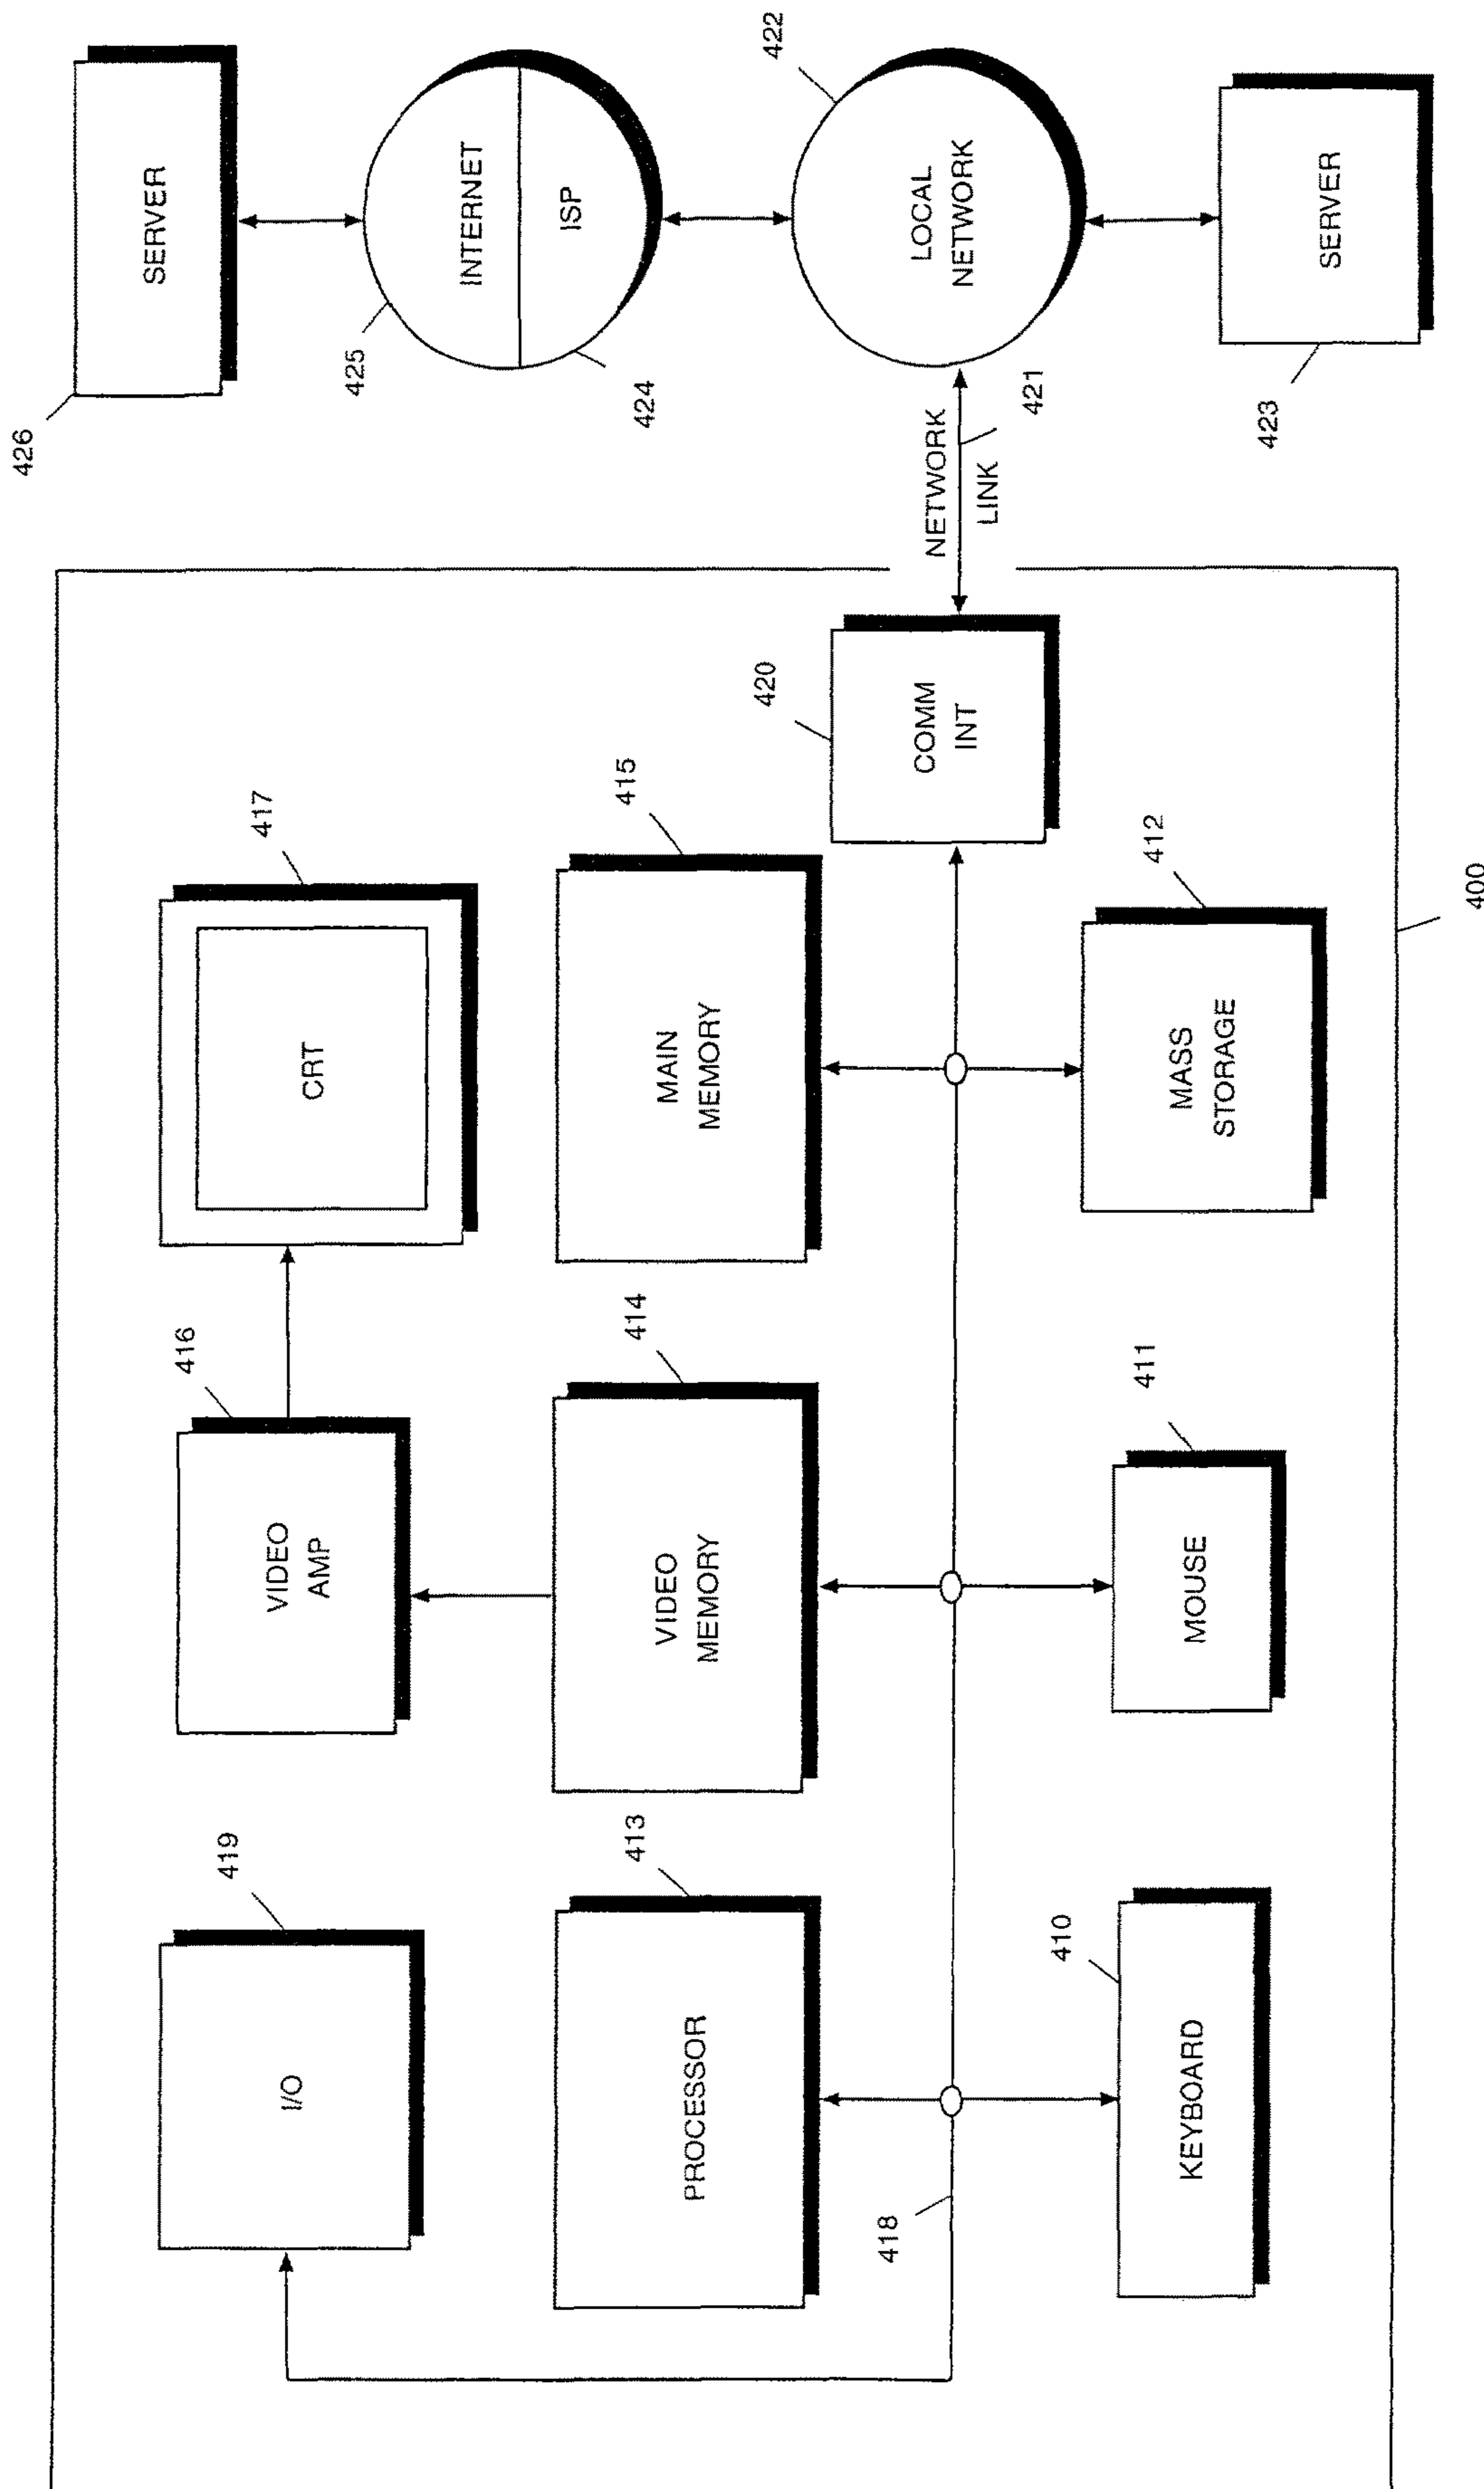 419
I/O
416
VIDEO
AMP
417
CRT
426
SERVER
413
PROCESSOR
414
VIDEO
MEMORY
415
MAIN
MEMORY
425
INTERNET
ISP
424
418
420
COMM
INT
NETWORK
LINK
421
422
LOCAL
NETWORK
410
KEYBOARD
411
MOUSE
412
MASS
STORAGE
423
SERVER
400